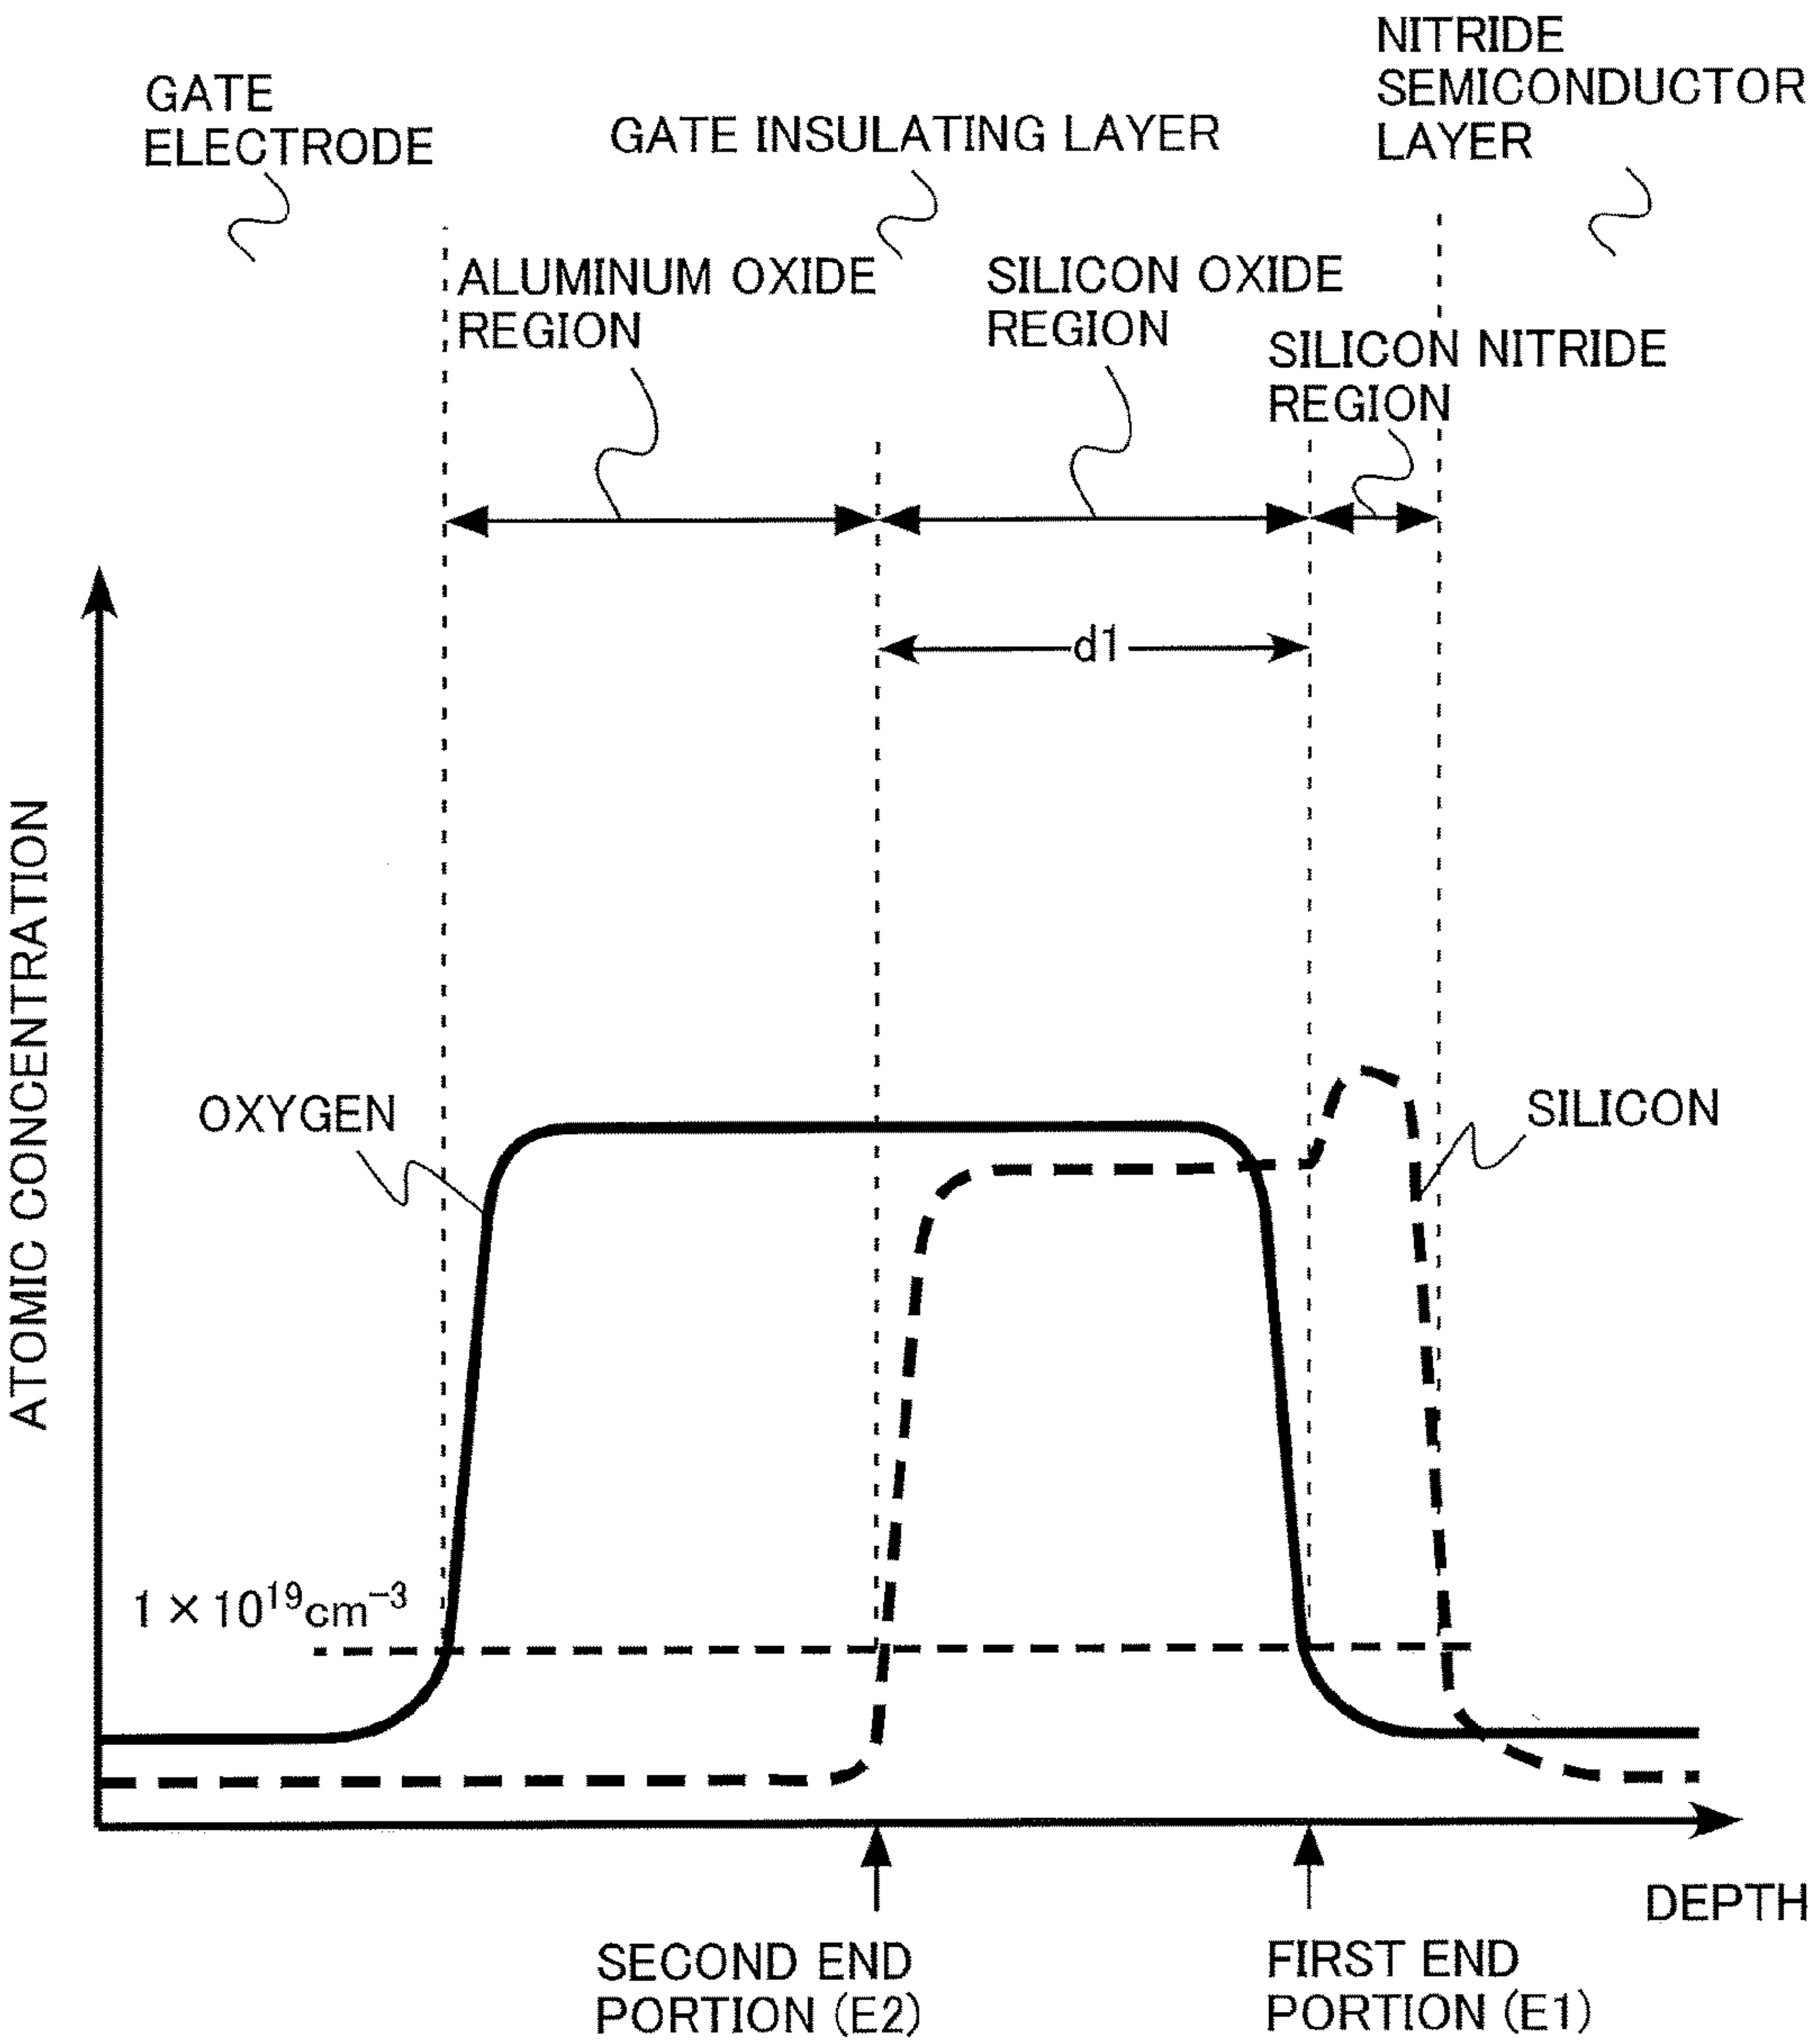 NITRIDE
SEMICONDUCTOR
LAYER
GATE
ELECTRODE
GATE INSULATING LAYER
ALUMINUM OXIDE
REGION
SILICON OXIDE
REGION
SILICON NITRIDE
REGION
d1
ATOMIC CONCENTRATION
OXYGEN
SILICON
1 × 10¹⁹cm⁻³
DEPTH
SECOND END
PORTION (E2)
FIRST END
PORTION (E1)